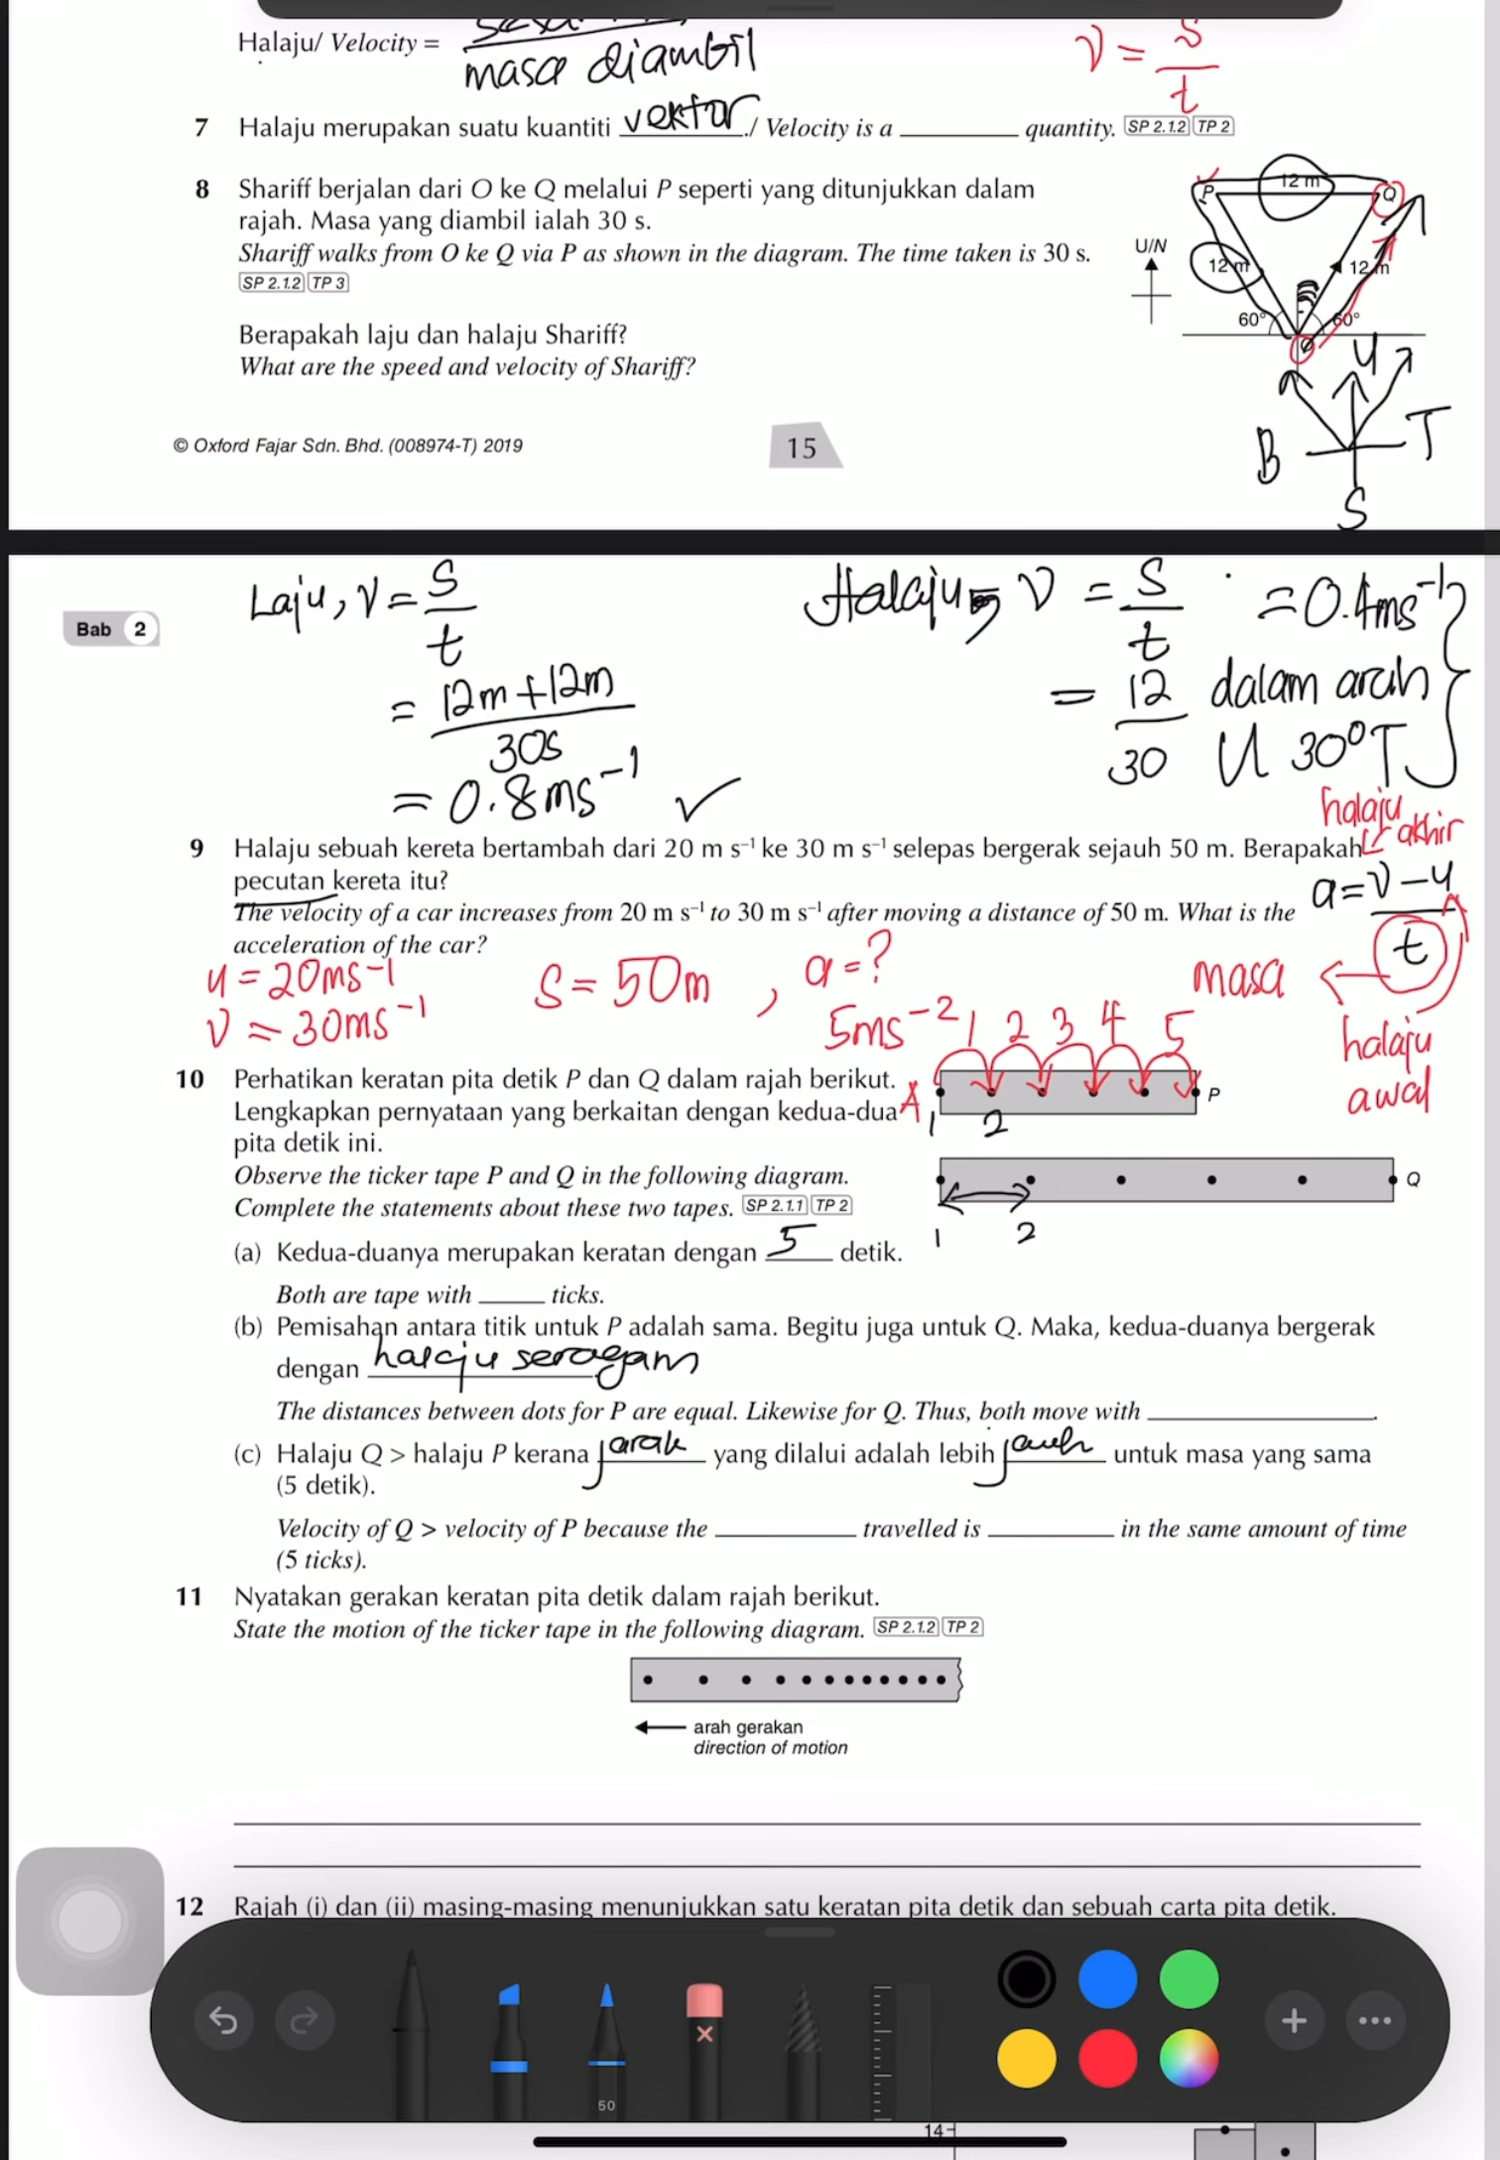 Halaju/ Velocity =
masa diambil
v = s
t
7 Halaju merupakan suatu kuantiti vektor./ Velocity is a ________ quantity. SP 2.1.2 TP 2
8 Shariff berjalan dari O ke Q melalui P seperti yang ditunjukkan dalam
rajah. Masa yang diambil ialah 30 s.
Shariff walks from O ke Q via P as shown in the diagram. The time taken is 30 s.
SP 2.1.2 TP 3
Berapakah laju dan halaju Shariff?
What are the speed and velocity of Shariff?
U/N
P 12 m Q
12 m 12 m
60° 60°
U
B T
S
© Oxford Fajar Sdn. Bhd. (008974-T) 2019
15
Bab 2
Laju, v = s
t
= 12m + 12m
30s
= 0.8ms⁻¹ ✓
Halaju, v = s
t
= 12
30
= 0.4ms⁻¹
dalam arah
U 30° T
9 Halaju sebuah kereta bertambah dari 20 m s⁻¹ ke 30 m s⁻¹ selepas bergerak sejauh 50 m. Berapakah
pecutan kereta itu?
The velocity of a car increases from 20 m s⁻¹ to 30 m s⁻¹ after moving a distance of 50 m. What is the
acceleration of the car?
halaju
akhir
a = v - u
t
masa
halaju
awal
u = 20ms⁻¹
v = 30ms⁻¹
s = 50m , a = ?
5ms⁻²
1 2 3 4 5
10 Perhatikan keratan pita detik P dan Q dalam rajah berikut.
Lengkapkan pernyataan yang berkaitan dengan kedua-dua
pita detik ini.
Observe the ticker tape P and Q in the following diagram.
Complete the statements about these two tapes. SP 2.1.1 TP 2
P
1 2
Q
1 2
(a) Kedua-duanya merupakan keratan dengan 5 detik.
Both are tape with _____ ticks.
(b) Pemisahan antara titik untuk P adalah sama. Begitu juga untuk Q. Maka, kedua-duanya bergerak
dengan halaju seragam.
The distances between dots for P are equal. Likewise for Q. Thus, both move with ________.
(c) Halaju Q > halaju P kerana jarak yang dilalui adalah lebih jauh untuk masa yang sama
(5 detik).
Velocity of Q > velocity of P because the ________ travelled is ________ in the same amount of time
(5 ticks).
11 Nyatakan gerakan keratan pita detik dalam rajah berikut.
State the motion of the ticker tape in the following diagram. SP 2.1.2 TP 2
arah gerakan
direction of motion
12 Rajah (i) dan (ii) masing-masing menunjukkan satu keratan pita detik dan sebuah carta pita detik.
50
14